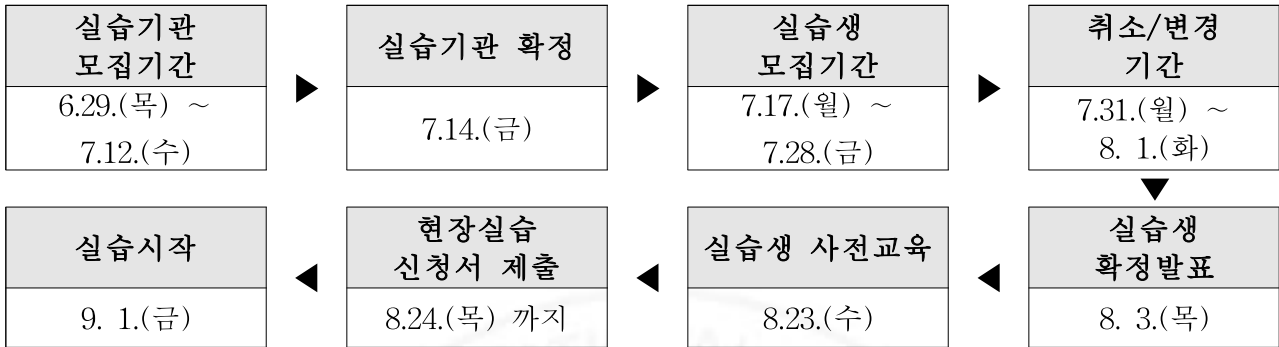 실습기관
모집기간
6.29.(목) ~
7.12.(수)
실습기관 확정
7.14.(금)
실습생
모집기간
7.17.(월) ~
7.28.(금)
취소/변경
기간
7.31.(월) ~
8. 1.(화)
실습생
확정발표
8. 3.(목)
실습생 사전교육
8.23.(수)
현장실습
신청서 제출
8.24.(목) 까지
실습시작
9. 1.(금)